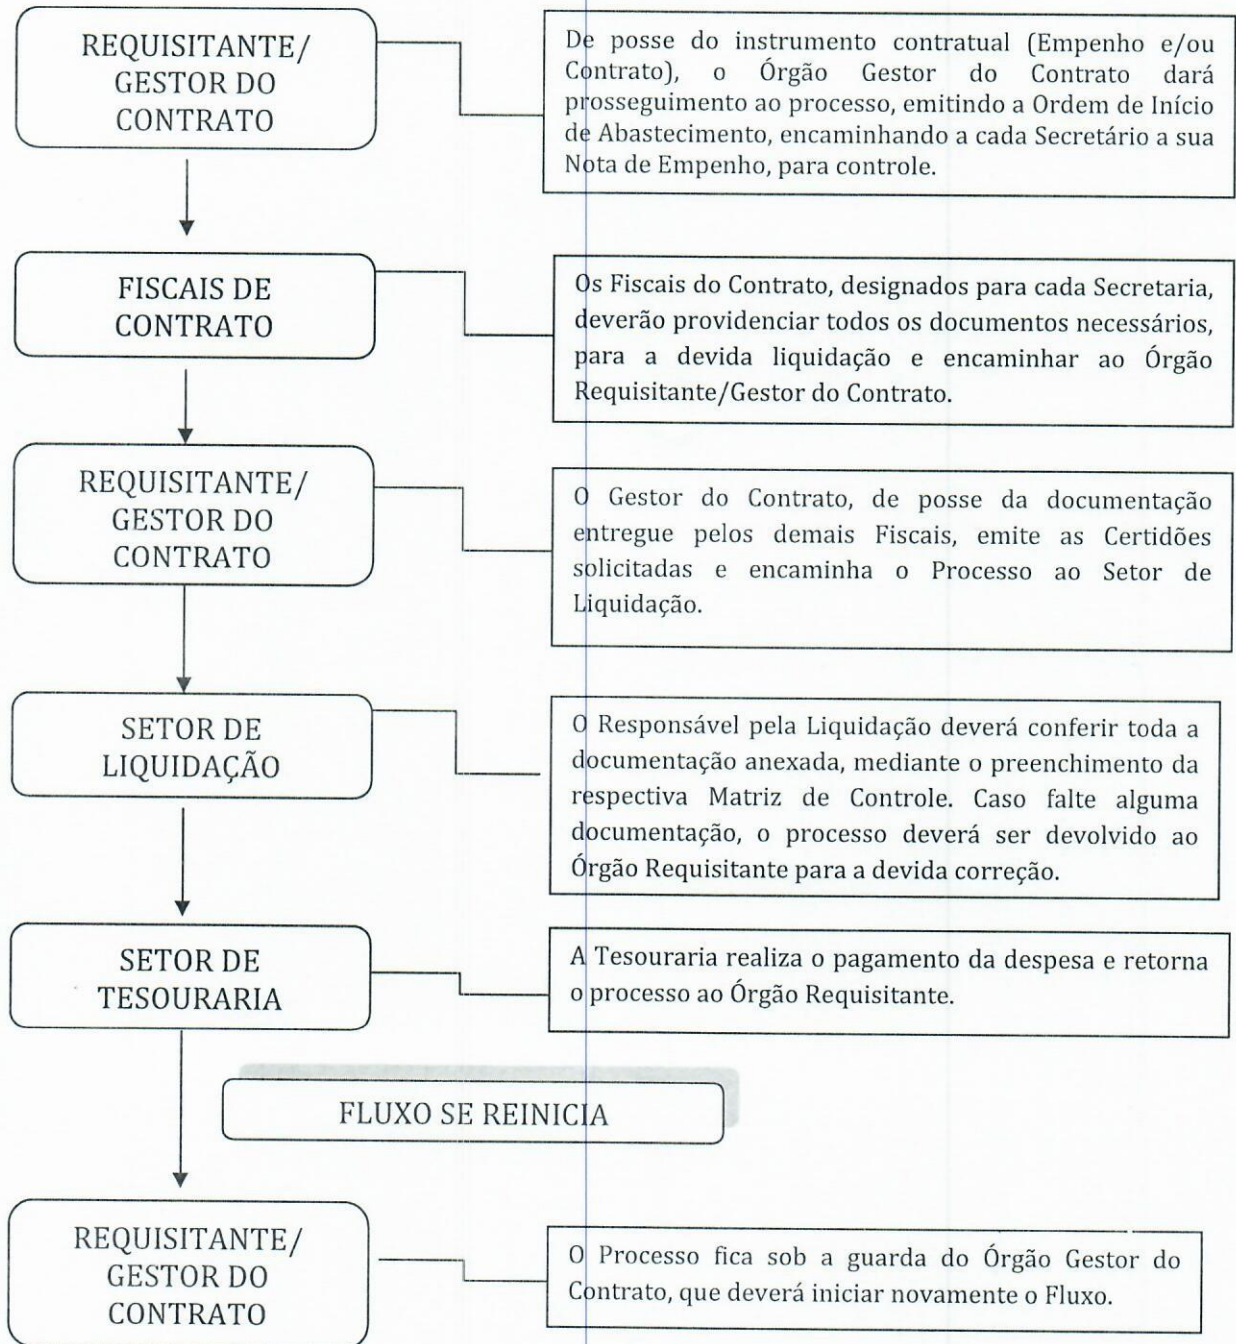 REQUISITANTE/
GESTOR DO
CONTRATO
De posse do instrumento contratual (Empenho e/ou
Contrato), o Órgão Gestor do Contrato dará
prosseguimento ao processo, emitindo a Ordem de Início
de Abastecimento, encaminhando a cada Secretário a sua
Nota de Empenho, para controle.
FISCAIS DE
CONTRATO
Os Fiscais do Contrato, designados para cada Secretaria,
deverão providenciar todos os documentos necessários,
para a devida liquidação e encaminhar ao Órgão
Requisitante/Gestor do Contrato.
REQUISITANTE/
GESTOR DO
CONTRATO
O Gestor do Contrato, de posse da documentação
entregue pelos demais Fiscais, emite as Certidões
solicitadas e encaminha o Processo ao Setor de
Liquidação.
SETOR DE
LIQUIDAÇÃO
O Responsável pela Liquidação deverá conferir toda a
documentação anexada, mediante o preenchimento da
respectiva Matriz de Controle. Caso falte alguma
documentação, o processo deverá ser devolvido ao
Órgão Requisitante para a devida correção.
SETOR DE
TESOURARIA
A Tesouraria realiza o pagamento da despesa e retorna
o processo ao Órgão Requisitante.
FLUXO SE REINICIA
REQUISITANTE/
GESTOR DO
CONTRATO
O Processo fica sob a guarda do Órgão Gestor do
Contrato, que deverá iniciar novamente o Fluxo.